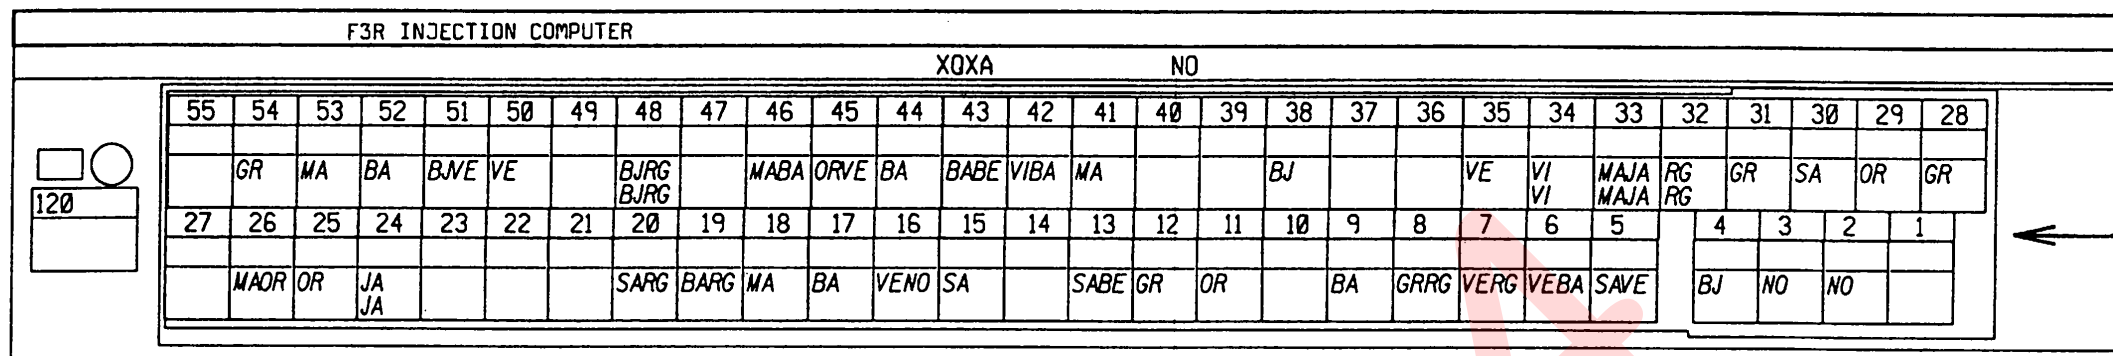 F3R INJECTION COMPUTER
XQXA NO
55 54 53 52 51 50 49 48 47 46 45 44 43 42 41 40 39 38 37 36 35 34 33 32 31 30 29 28
GR MA BA BJVE VE BJRG MABA ORVE BA BABE VIBA MA BJ VE VI MAJA RG GR SA OR GR
BJRG VI MAJA RG
120
27 26 25 24 23 22 21 20 19 18 17 16 15 14 13 12 11 10 9 8 7 6 5 4 3 2 1
MAOR OR JA SARG BARG MA BA VENO SA SABE GR OR BA GRRG VERG VEBA SAVE BJ NO NO
JA